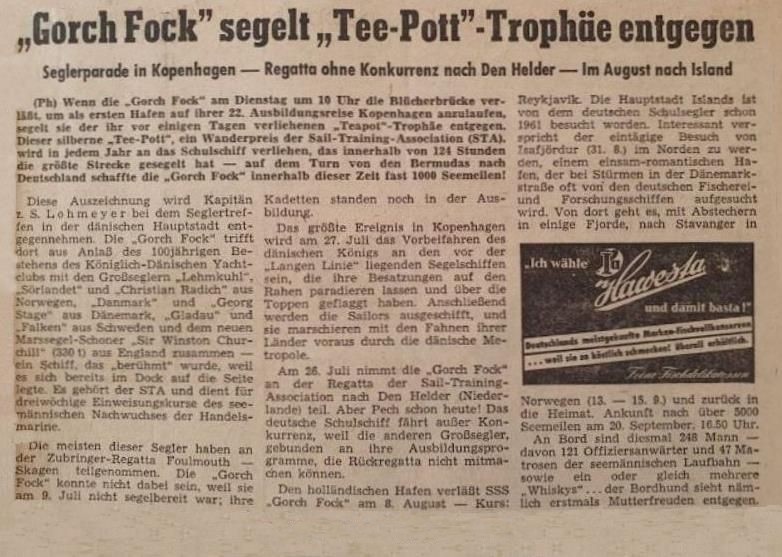 „Gorch Fock” segelt „Tee-Pott”-Trophäe entgegen
Seglerparade in Kopenhagen — Regatta ohne Konkurrenz nach Den Helder — Im August nach Island
(Ph) Wenn die „Gorch Fock" am Dienstag um 10 Uhr die Blücherbrücke ver-
läßt, um als ersten Hafen auf ihrer 22. Ausbildungsreise Kopenhagen anzulaufen,
segelt sie der ihr vor einigen Tagen verliehenen „Teapot"-Trophäe entgegen.
Dieser silberne „Tee-Pott", ein Wanderpreis der Sail-Training-Association (STA),
wird in jedem Jahr an das Schulschiff verliehen, das innerhalb von 124 Stunden
die größte Strecke gesegelt hat — auf dem Turn von den Bermudas nach
Deutschland schaffte die „Gorch Fock" innerhalb dieser Zeit fast 1000 Seemeilen!
Diese Auszeichnung wird Kapitän
z. S. Lohmeyer bei dem Seglertref-
fen in der dänischen Hauptstadt ent-
gegennehmen. Die „Gorch Fock" trifft
dort aus Anlaß des 100jährigen Be-
stehens des Königlich-Dänischen Yacht-
clubs mit den Großseglern „Lehmkuhl",
„Sörlandet" und „Christian Radich" aus
Norwegen, „Danmark" und „Georg
Stage" aus Dänemark, „Gladau" und
„Falken" aus Schweden und dem neuen
Marssegel-Schoner „Sir Winston Chur-
chill" (330 t) aus England zusammen —
ein Schiff, das „berühmt" wurde, weil
es sich bereits im Dock auf die Seite
legte. Es gehört der STA und dient für
dreiwöchige Einweisungskurse des see-
männischen Nachwuchses der Handels-
marine.
Die meisten dieser Segler haben an
der Zubringer-Regatta Foulmouth —
Skagen teilgenommen. Die „Gorch
Fock" konnte nicht dabei sein, weil sie
am 9. Juli nicht segelbereit war; ihre
Kadetten standen noch in der Aus-
bildung.
Das größte Ereignis in Kopenhagen
wird am 27. Juli das Vorbeifahren des
dänischen Königs an den vor der
„Langen Linie" liegenden Segelschiffen
sein, die ihre Besatzungen auf den
Rahen paradieren lassen und über die
Toppen geflaggt haben. Anschließend
werden die Sailors ausgeschifft, und
sie marschieren mit den Fahnen ihrer
Länder voraus durch die dänische Me-
tropole.
Am 26. Juli nimmt die „Gorch Fock"
an der Regatta der Sail-Training-
Association nach Den Helder (Nieder-
lande) teil. Aber Pech schon heute! Das
deutsche Schulschiff fährt außer Kon-
kurrenz, weil die anderen Großsegler,
gebunden an ihre Ausbildungspro-
gramme, die Rückregatta nicht mitma-
chen können.
Den holländischen Hafen verläßt SSS
„Gorch Fock" am 8. August — Kurs:
Reykjavik. Die Hauptstadt Islands ist
von dem deutschen Schulsegler schon
1961 besucht worden. Interessant ver-
spricht der eintägige Besuch von
Isafjördur (31. 8.) im Norden zu wer-
den, einem einsam-romantischen Ha-
fen, der bei Stürmen in der Dänemark-
straße oft von den deutschen Fischerei-
und Forschungsschiffen aufgesucht
wird. Von dort geht es, mit Abstechern
in einige Fjorde, nach Stavanger in
„Ich wähle
Hawesta
und damit basta!"
Deutschlands meistgekaufte Marken-Fischvollkonserven
... weil sie so köstlich schmecken! überall erhältlich
Feine Fischdelikatessen
Norwegen (13. — 15. 9.) und zurück in
die Heimat. Ankunft nach über 5000
Seemeilen am 20. September, 16.50 Uhr.
An Bord sind diesmal 248 Mann —
davon 121 Offiziersanwärter und 47 Ma-
trosen der seemännischen Laufbahn —
sowie ein oder gleich mehrere
„Whiskys" ... der Bordhund sieht näm-
lich erstmals Mutterfreuden entgegen.